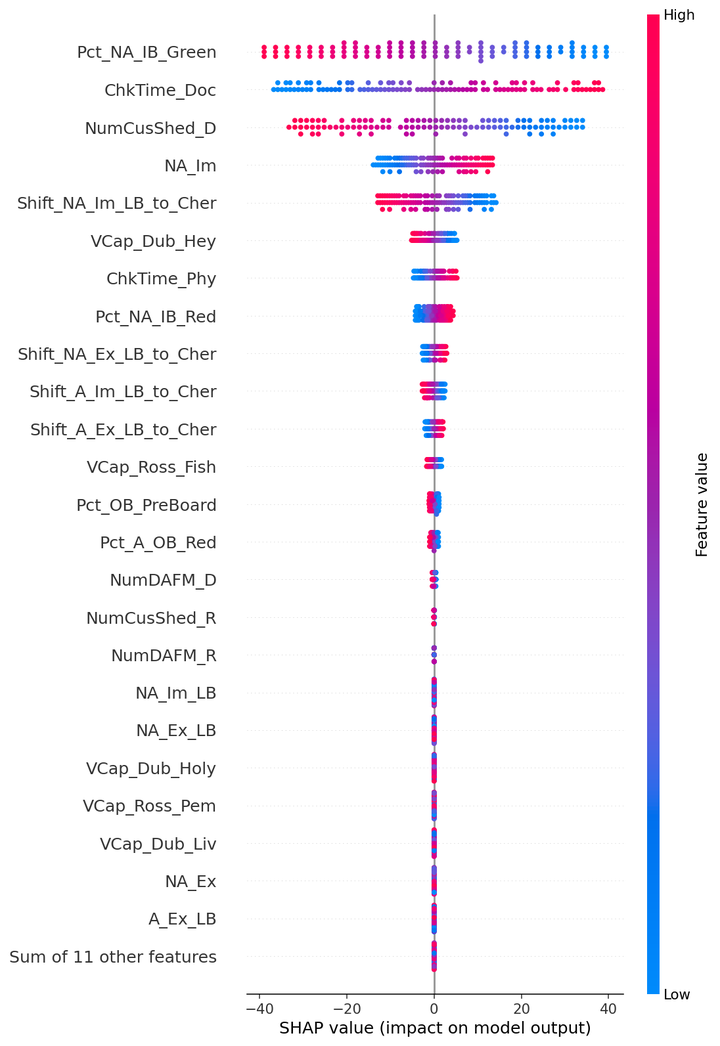 High
Pct_NA_IB_Green
ChkTime_Doc
NumCusShed_D
NA_Im
Shift_NA_Im_LB_to_Cher
VCap_Dub_Hey
ChkTime_Phy
Pct_NA_IB_Red
Shift_NA_Ex_LB_to_Cher
Shift_A_Im_LB_to_Cher
Shift_A_Ex_LB_to_Cher
VCap_Ross_Fish
Pct_OB_PreBoard
Pct_A_OB_Red
NumDAFM_D
NumCusShed_R
NumDAFM_R
NA_Im_LB
NA_Ex_LB
VCap_Dub_Holy
VCap_Ross_Pem
VCap_Dub_Liv
NA_Ex
A_Ex_LB
Sum of 11 other features
Feature value
Low
−40 −20 0 20 40
SHAP value (impact on model output)